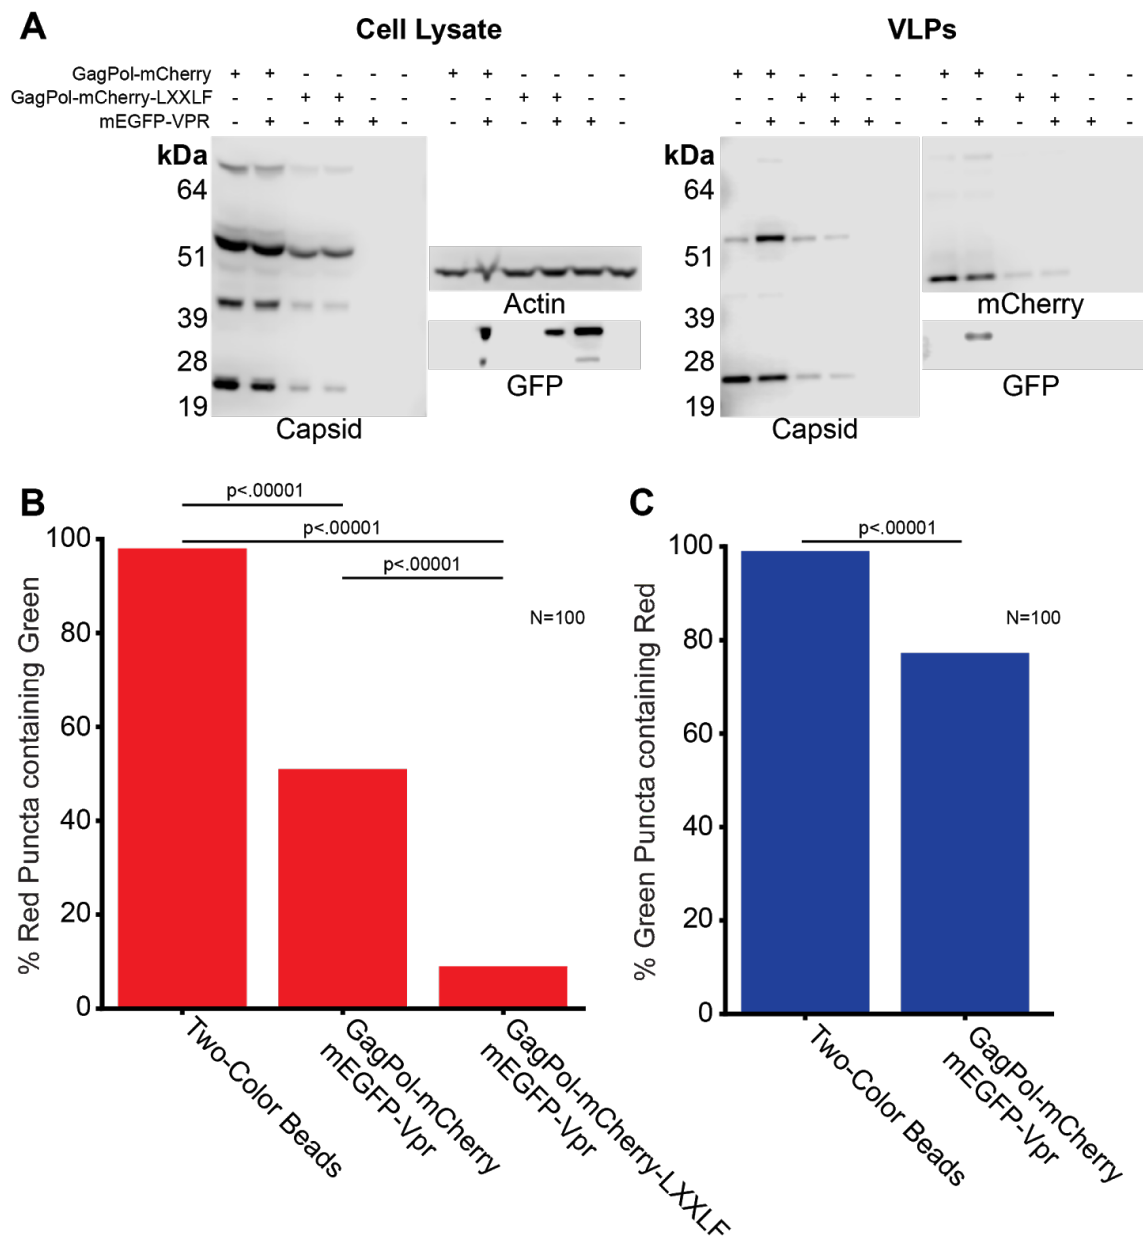 A
Cell Lysate
VLPs
GagPol-mCherry + + - - - - + + - - - - + + - - - - + + - - - -
GagPol-mCherry-LXXLF - - + + - - - - + + - - - - + + - - - - + + - -
mEGFP-VPR - + - + + - - + - + + - - + - + + - - + - + + -
kDa
64
51
39
28
19
Capsid
Actin
GFP
kDa
64
51
39
28
19
Capsid
mCherry
GFP
B
p<.00001
p<.00001
p<.00001
N=100
% Red Puncta containing Green
100
80
60
40
20
0
Two-Color Beads
GagPol-mCherry
mEGFP-Vpr
GagPol-mCherry-LXXLF
mEGFP-Vpr
C
p<.00001
N=100
% Green Puncta containing Red
100
80
60
40
20
0
Two-Color Beads
GagPol-mCherry
mEGFP-Vpr